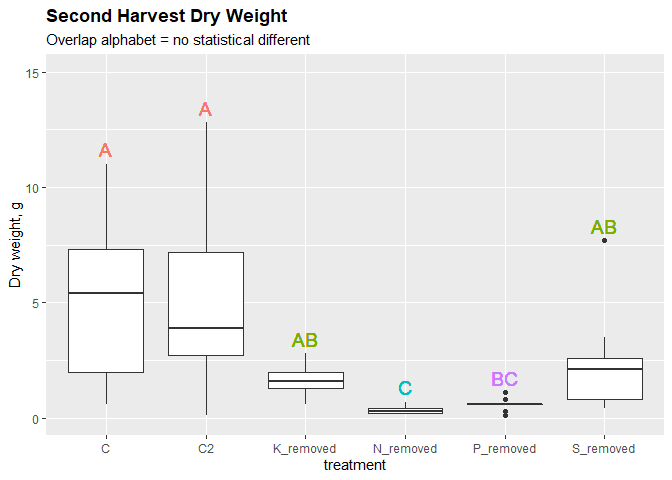 Second Harvest Dry Weight
Overlap alphabet = no statistical different
Dry weight, g
15
10
5
0
A
A
AB
C
BC
AB
C C2 K_removed N_removed P_removed S_removed
treatment